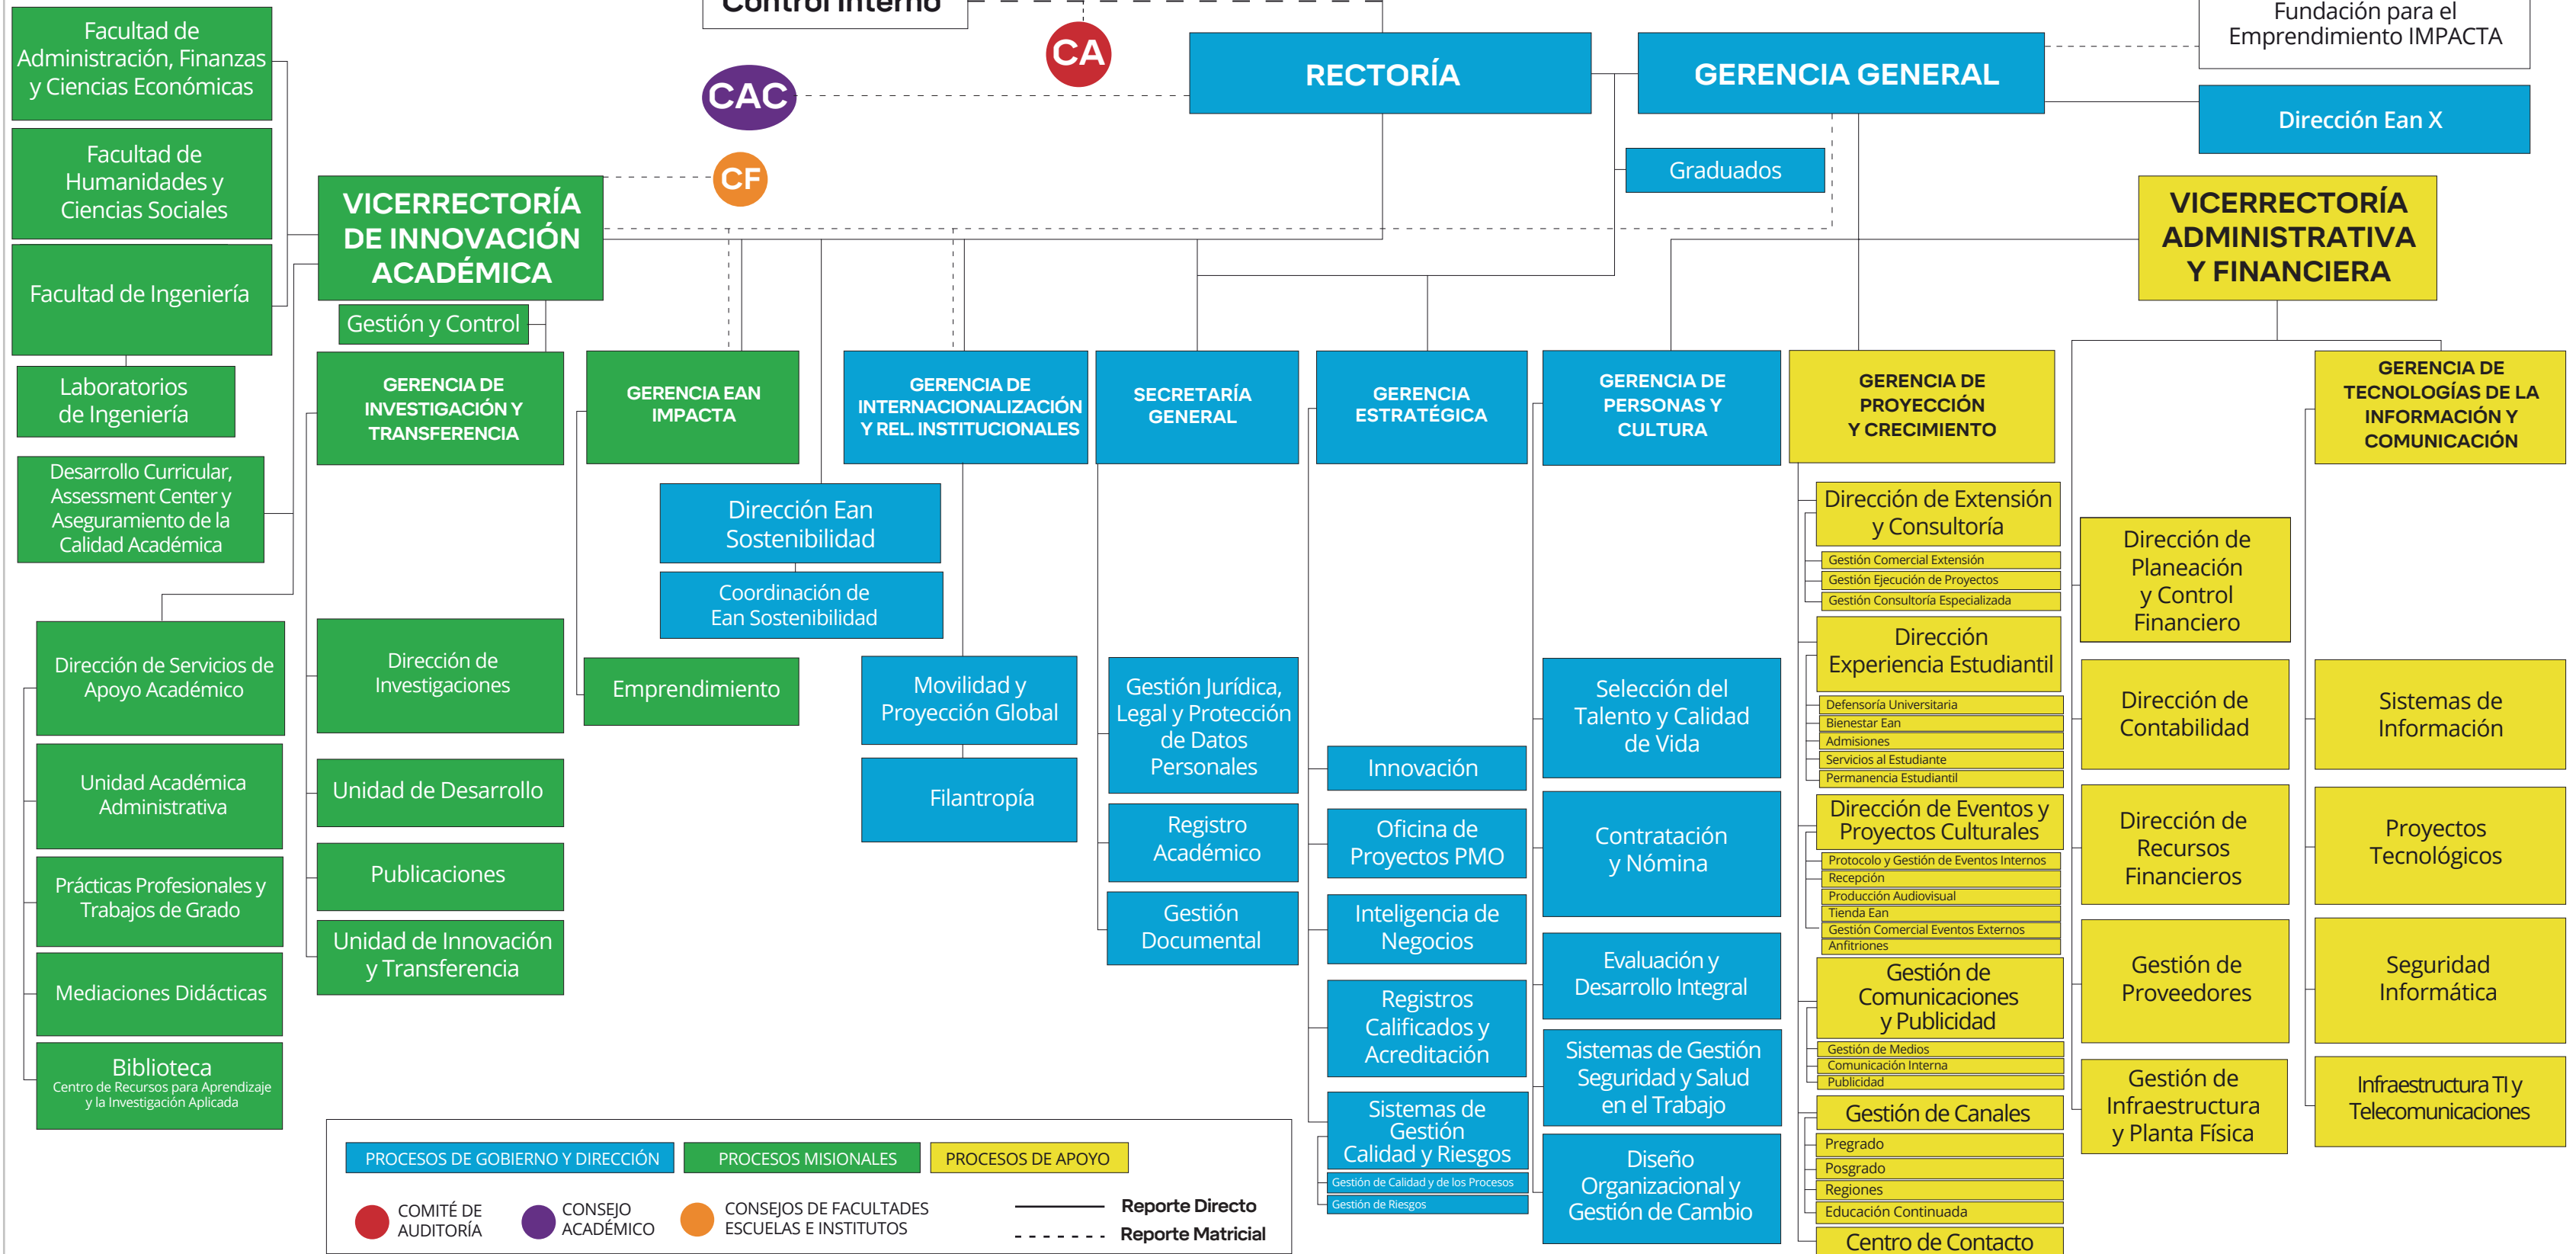 Control Interno
CA
CAC
CF
RECTORÍA
GERENCIA GENERAL
Fundación para el
Emprendimiento IMPACTA
Dirección Ean X
Graduados
Facultad de
Administración, Finanzas
y Ciencias Económicas
Facultad de
Humanidades y
Ciencias Sociales
Facultad de Ingeniería
Laboratorios
de Ingeniería
Desarrollo Curricular,
Assessment Center y
Aseguramiento de la
Calidad Académica
VICERRECTORÍA
DE INNOVACIÓN
ACADÉMICA
Gestión y Control
VICERRECTORÍA
ADMINISTRATIVA
Y FINANCIERA
Dirección de Servicios de
Apoyo Académico
Unidad Académica
Administrativa
Prácticas Profesionales y
Trabajos de Grado
Mediaciones Didácticas
Biblioteca
Centro de Recursos para Aprendizaje
y la Investigación Aplicada
GERENCIA DE
INVESTIGACIÓN Y
TRANSFERENCIA
Dirección de
Investigaciones
Unidad de Desarrollo
Publicaciones
Unidad de Innovación
y Transferencia
GERENCIA EAN
IMPACTA
Emprendimiento
Dirección Ean
Sostenibilidad
Coordinación de
Ean Sostenibilidad
GERENCIA DE
INTERNACIONALIZACIÓN
Y REL. INSTITUCIONALES
Movilidad y
Proyección Global
Filantropía
SECRETARÍA
GENERAL
Gestión Jurídica,
Legal y Protección
de Datos
Personales
Registro
Académico
Gestión
Documental
GERENCIA
ESTRATÉGICA
Innovación
Oficina de
Proyectos PMO
Inteligencia de
Negocios
Registros
Calificados y
Acreditación
Sistemas de
Gestión
Calidad y Riesgos
Gestión de Calidad y de los Procesos
Gestión de Riesgos
GERENCIA DE
PERSONAS Y
CULTURA
Selección del
Talento y Calidad
de Vida
Contratación
y Nómina
Evaluación y
Desarrollo Integral
Sistemas de Gestión
Seguridad y Salud
en el Trabajo
Diseño
Organizacional y
Gestión de Cambio
GERENCIA DE
PROYECCIÓN
Y CRECIMIENTO
Dirección de Extensión
y Consultoría
Gestión Comercial Extensión
Gestión Ejecución de Proyectos
Gestión Consultoría Especializada
Dirección
Experiencia Estudiantil
Defensoría Universitaria
Bienestar Ean
Admisiones
Servicios al Estudiante
Permanencia Estudiantil
Dirección de Eventos y
Proyectos Culturales
Protocolo y Gestión de Eventos Internos
Recepción
Producción Audiovisual
Tienda Ean
Gestión Comercial Eventos Externos
Anfitriones
Gestión de
Comunicaciones
y Publicidad
Gestión de Medios
Comunicación Interna
Publicidad
Gestión de Canales
Pregrado
Posgrado
Regiones
Educación Continuada
Centro de Contacto
Dirección de
Planeación
y Control
Financiero
Dirección de
Contabilidad
Dirección de
Recursos
Financieros
Gestión de
Proveedores
Gestión de
Infraestructura
y Planta Física
GERENCIA DE
TECNOLOGÍAS DE LA
INFORMACIÓN Y
COMUNICACIÓN
Sistemas de
Información
Proyectos
Tecnológicos
Seguridad
Informática
Infraestructura TI y
Telecomunicaciones
PROCESOS DE GOBIERNO Y DIRECCIÓN
PROCESOS MISIONALES
PROCESOS DE APOYO
COMITÉ DE
AUDITORÍA
CONSEJO
ACADÉMICO
CONSEJOS DE FACULTADES
ESCUELAS E INSTITUTOS
Reporte Directo
Reporte Matricial